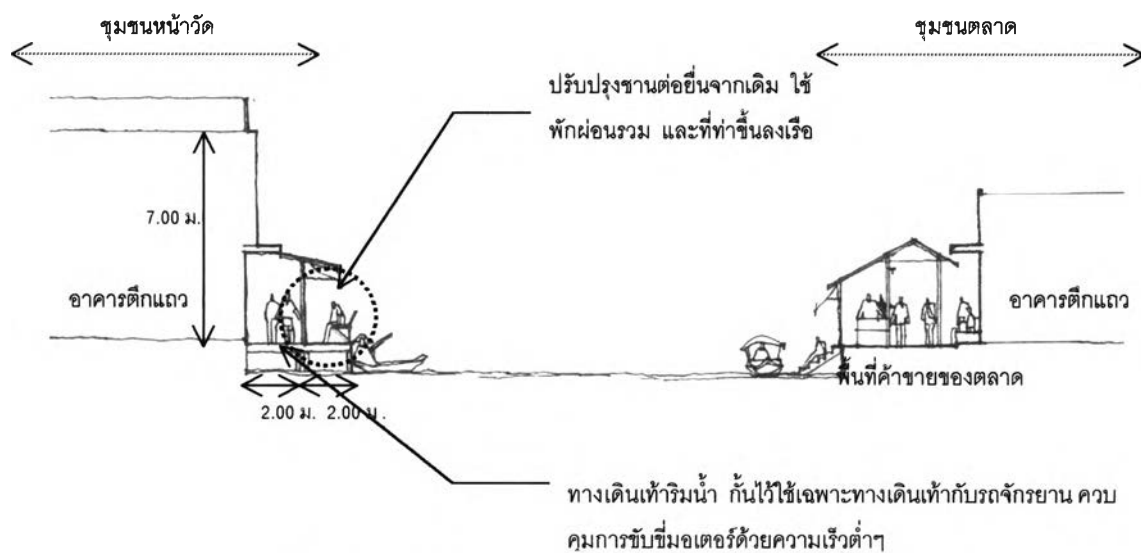 ชุมชนหน้าวัด
ชุมชนตลาด
ปรับปรุงชานต่อยื่นจากเดิม ใช้
พักผ่อนรวม และที่ท่าขึ้นลงเรือ
7.00 ม.
อาคารตึกแถว
อาคารตึกแถว
พื้นที่ค้าขายของตลาด
2.00 ม. 2.00 ม.
ทางเดินเท้าริมน้ำ กั้นไว้ใช้เฉพาะทางเดินเท้ากับรถจักรยาน ควบ
คุมการขับขี่มอเตอร์ด้วยความเร็วต่ำๆ